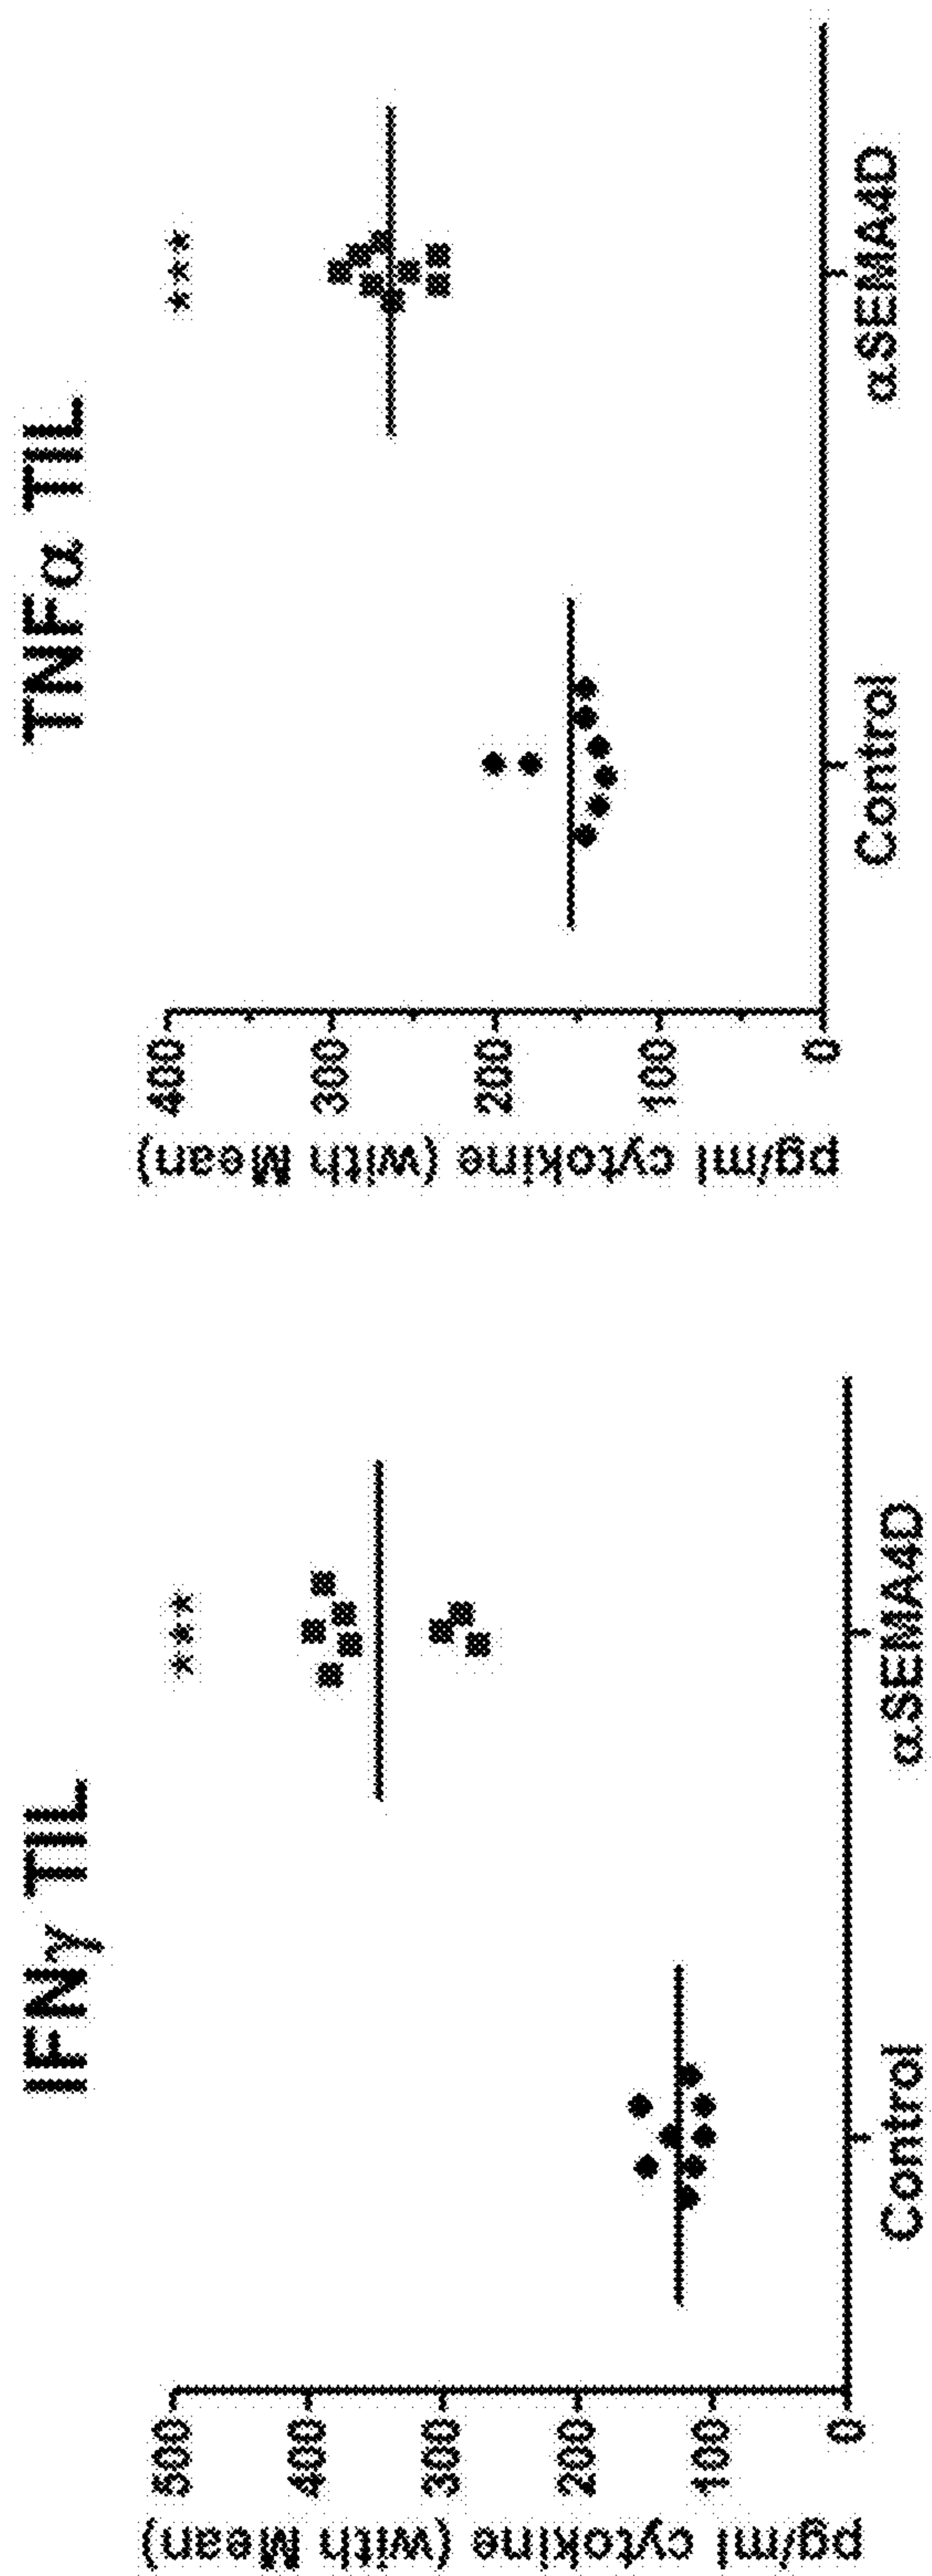 IFNγ TIL
pg/ml cytokine (with Mean)
500
400
300
200
100
0
***
Control
αSEMA4D
TNFα TIL
pg/ml cytokine (with Mean)
400
300
200
100
0
***
Control
αSEMA4D